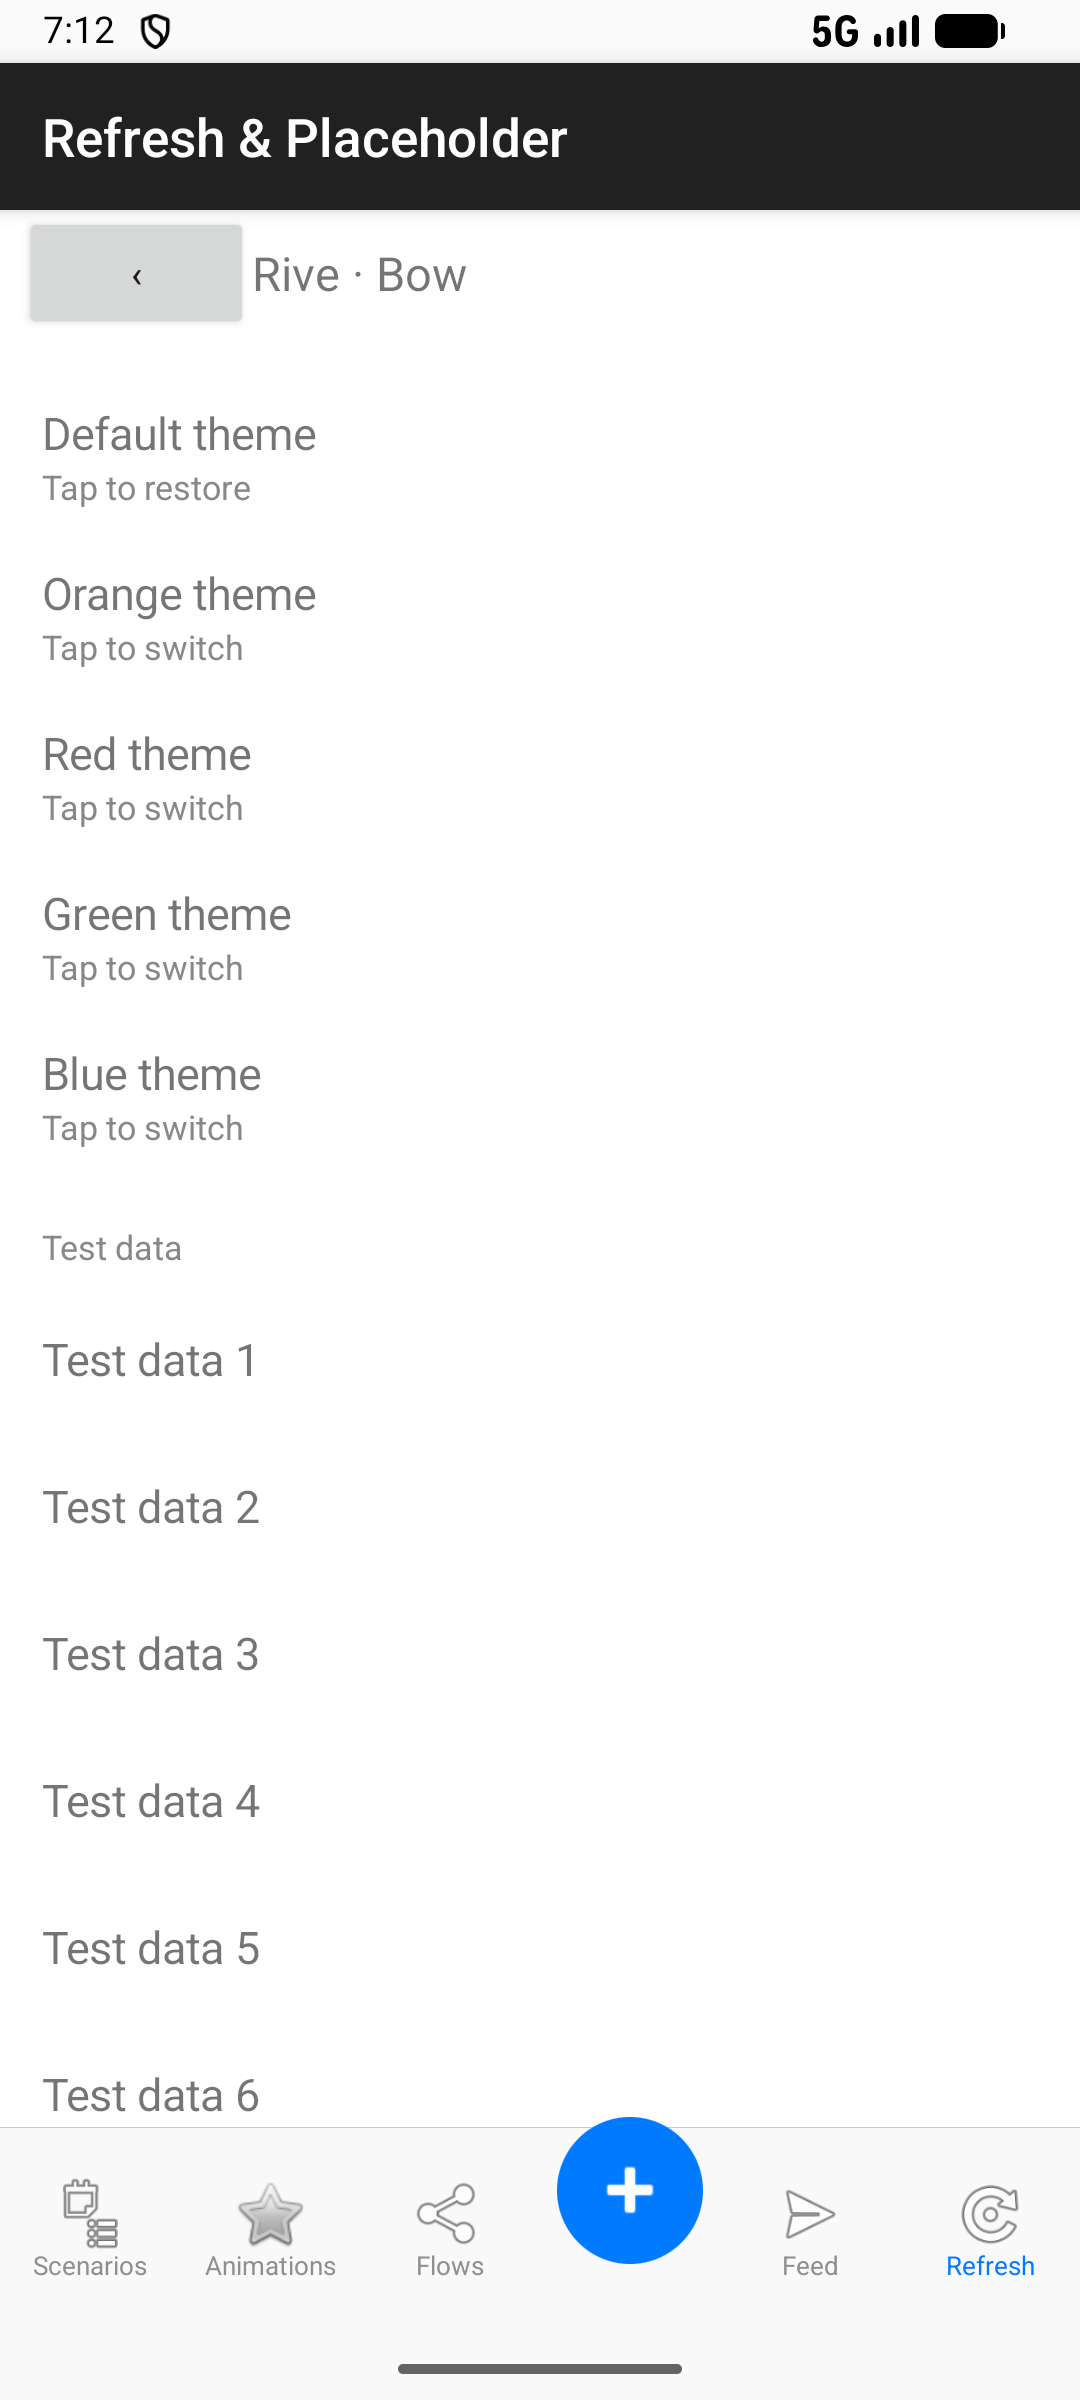 7:12
5G
Refresh & Placeholder
‹
Rive · Bow
Default theme
Tap to restore
Orange theme
Tap to switch
Red theme
Tap to switch
Green theme
Tap to switch
Blue theme
Tap to switch
Test data
Test data 1
Test data 2
Test data 3
Test data 4
Test data 5
Test data 6
Scenarios
Animations
Flows
Feed
Refresh